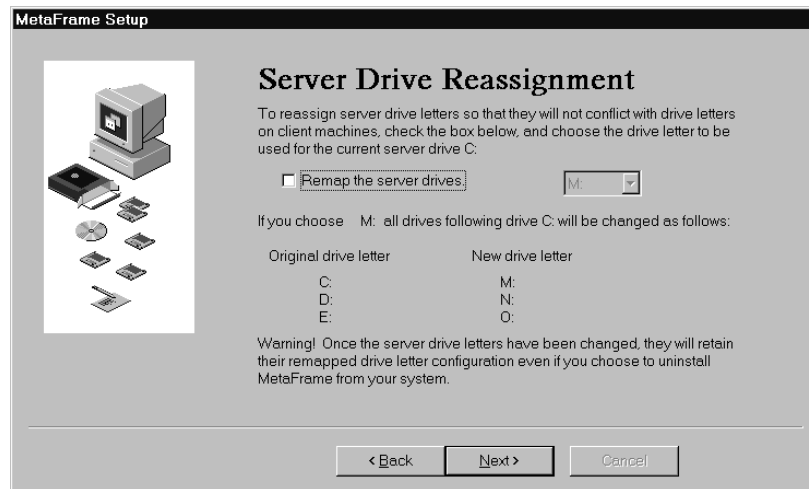 MetaFrame Setup
Server Drive Reassignment
To reassign server drive letters so that they will not conflict with drive letters
on client machines, check the box below, and choose the drive letter to be
used for the current server drive C:
Remap the server drives.
M:
If you choose M: all drives following drive C: will be changed as follows:
Original drive letter New drive letter
C: M:
D: N:
E: O:
Warning! Once the server drive letters have been changed, they will retain
their remapped drive letter configuration even if you choose to uninstall
MetaFrame from your system.
< Back Next > Cancel